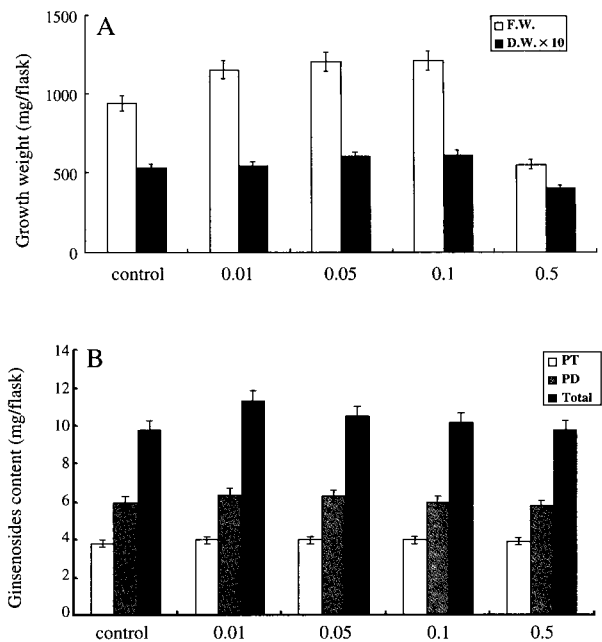 A
F.W.
D.W. × 10
Growth weight (mg/flask)
1500
1000
500
0
control 0.01 0.05 0.1 0.5
B
PT
PD
Total
Ginsenosides content (mg/flask)
14
12
10
8
6
4
2
0
control 0.01 0.05 0.1 0.5